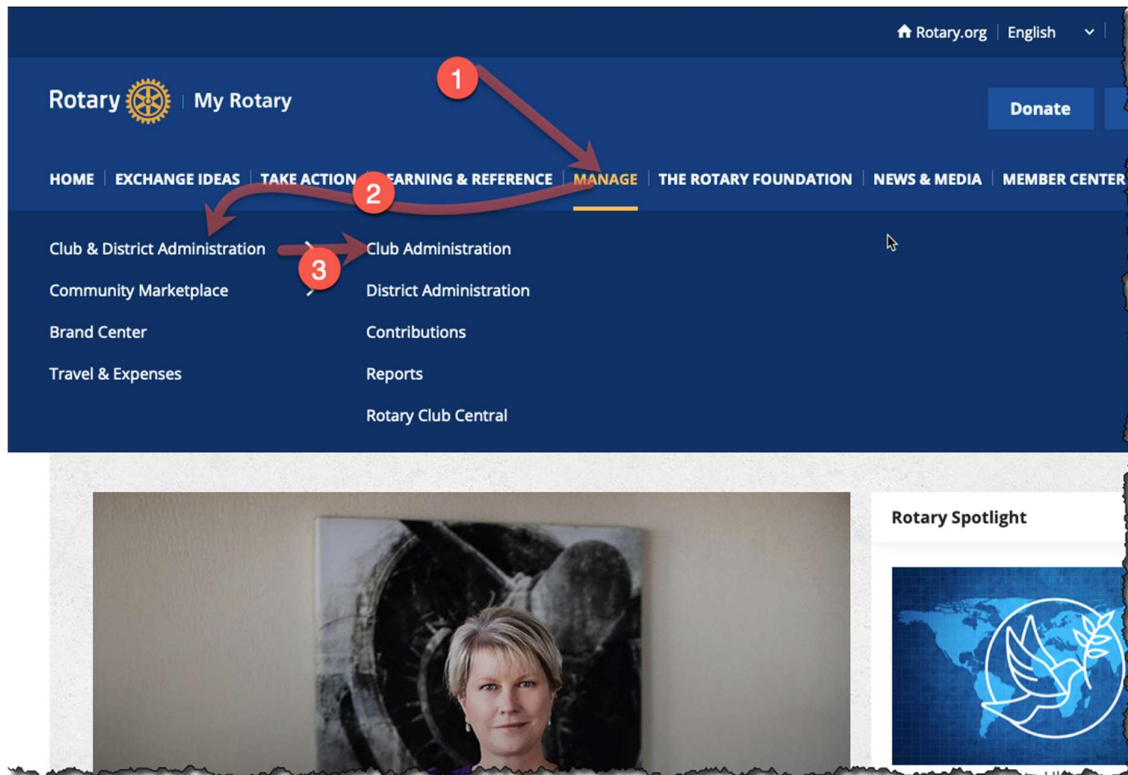 Rotary.org | English
Rotary | My Rotary
1
Donate
HOME | EXCHANGE IDEAS | TAKE ACTION | EARNING & REFERENCE | MANAGE | THE ROTARY FOUNDATION | NEWS & MEDIA | MEMBER CENTER
2
Club & District Administration
Club Administration
3
Community Marketplace
District Administration
Brand Center
Contributions
Travel & Expenses
Reports
Rotary Club Central
Rotary Spotlight